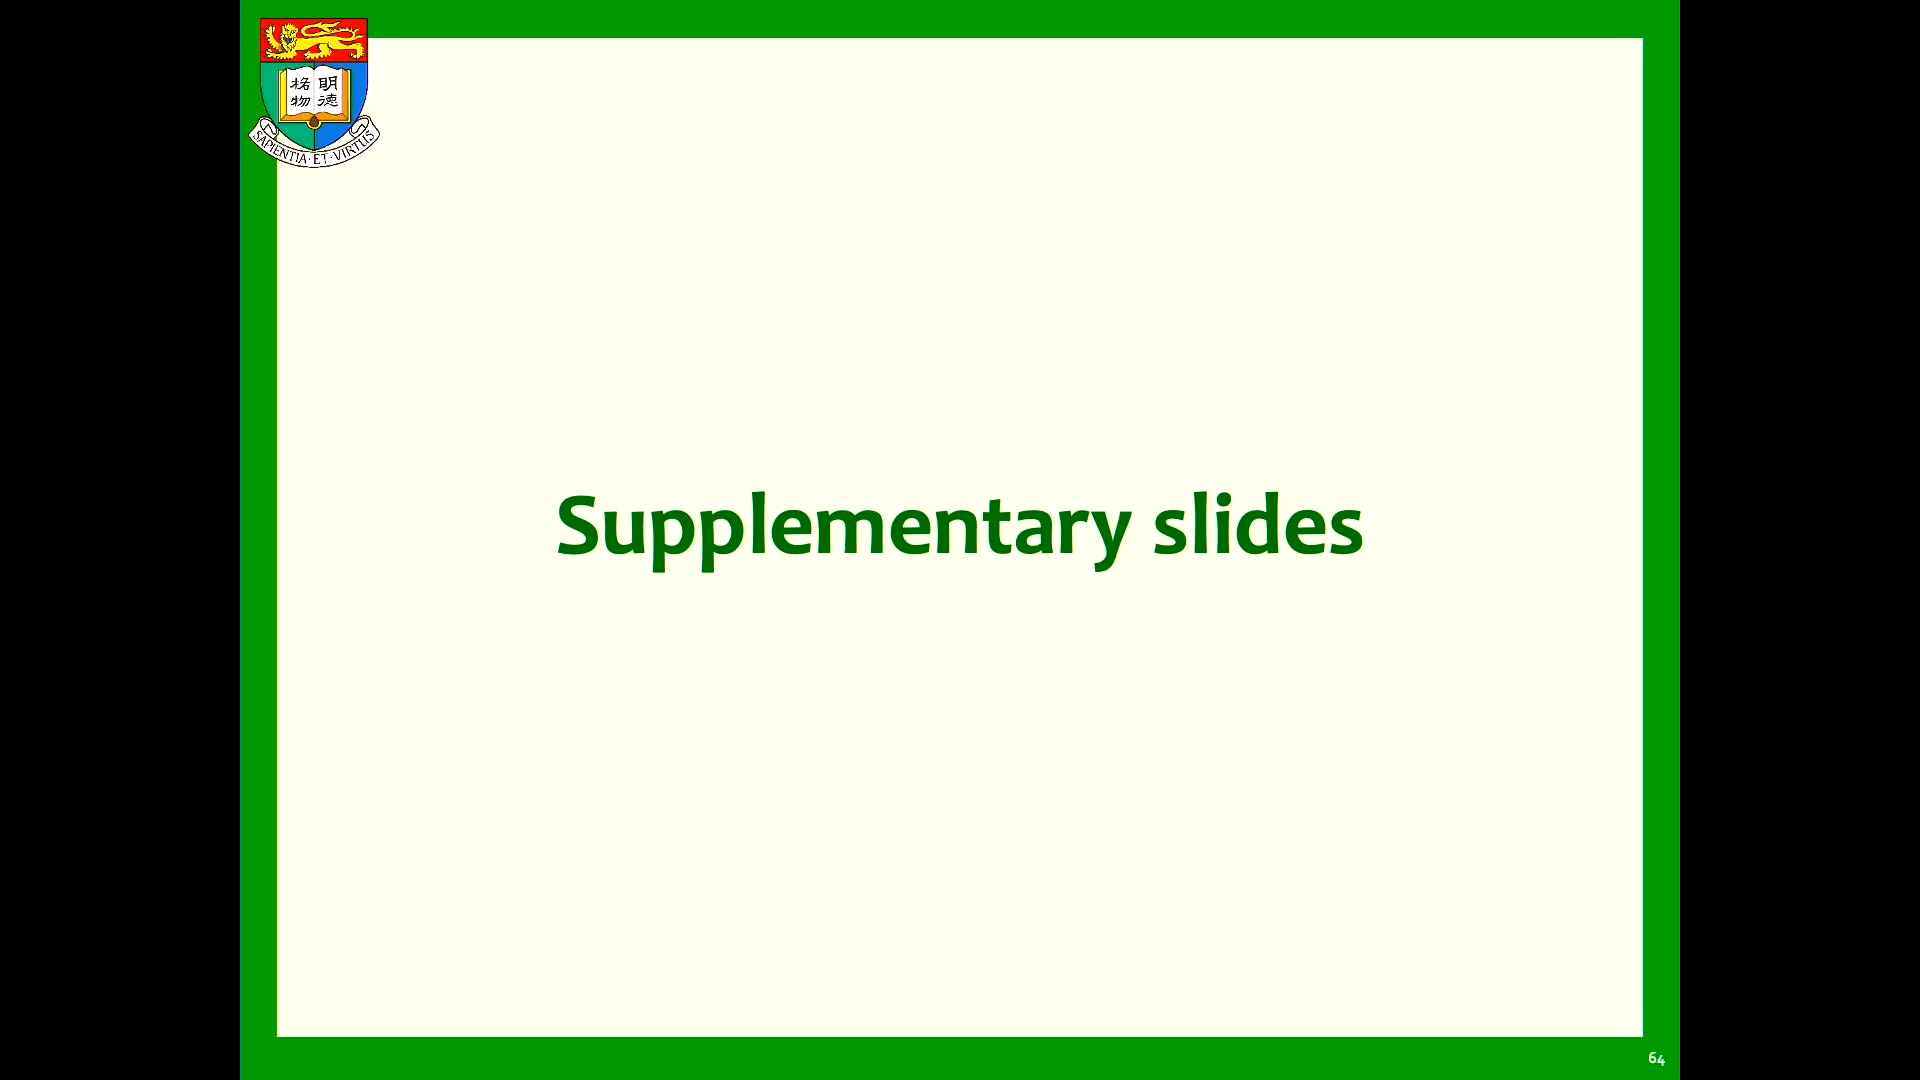 明德
格物
SAPIENTIA·ET·VIRTUS
Supplementary slides
64